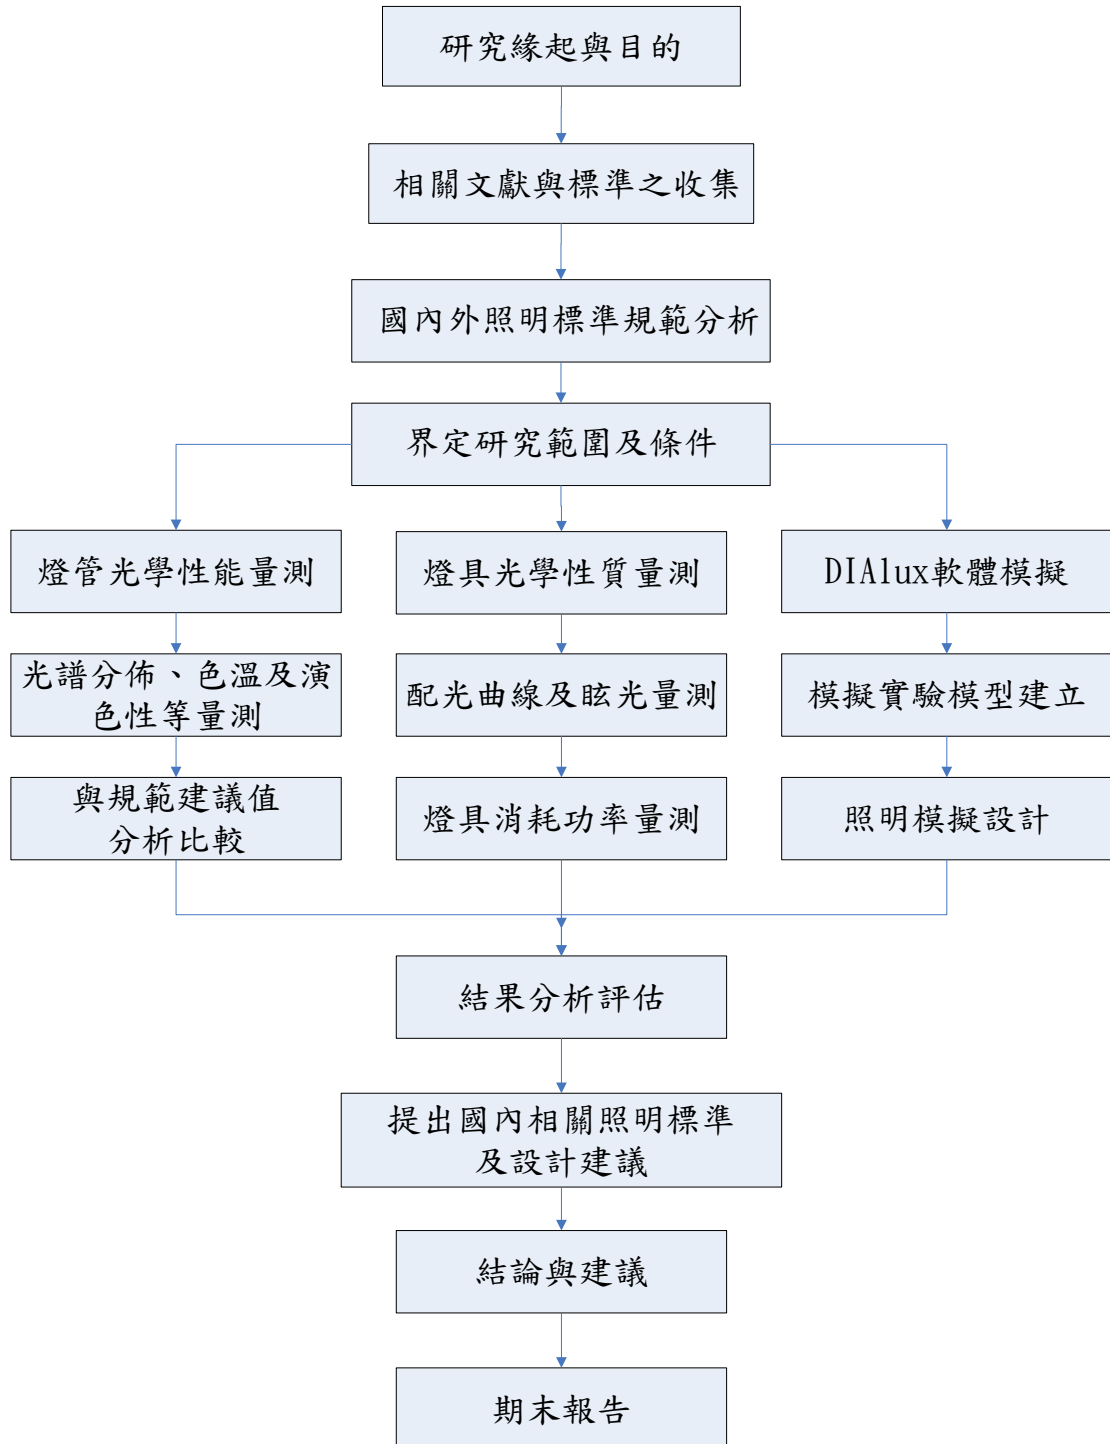 研究緣起與目的
相關文獻與標準之收集
國內外照明標準規範分析
界定研究範圍及條件
燈管光學性能量測
燈具光學性質量測
DIAlux軟體模擬
光譜分佈、色溫及演
色性等量測
配光曲線及眩光量測
模擬實驗模型建立
與規範建議值
分析比較
燈具消耗功率量測
照明模擬設計
結果分析評估
提出國內相關照明標準
及設計建議
結論與建議
期末報告